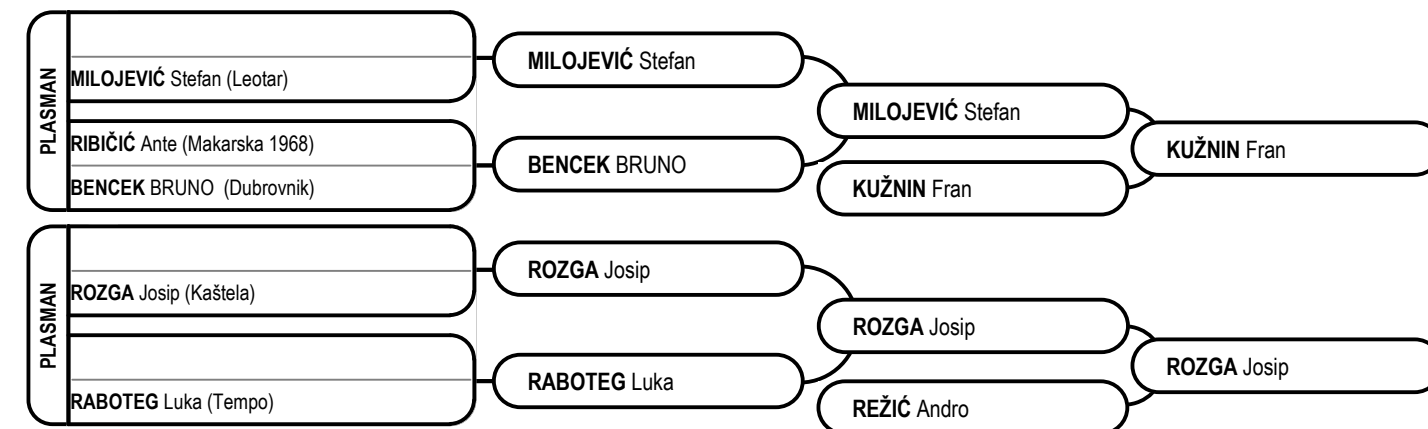 PLASMAN
MILOJEVIĆ Stefan (Leotar)
RIBIČIĆ Ante (Makarska 1968)
BENCEK BRUNO (Dubrovnik)
MILOJEVIĆ Stefan
BENCEK BRUNO
MILOJEVIĆ Stefan
KUŽNIN Fran
KUŽNIN Fran
PLASMAN
ROZGA Josip (Kaštela)
RABOTEG Luka (Tempo)
ROZGA Josip
RABOTEG Luka
ROZGA Josip
REŽIĆ Andro
ROZGA Josip